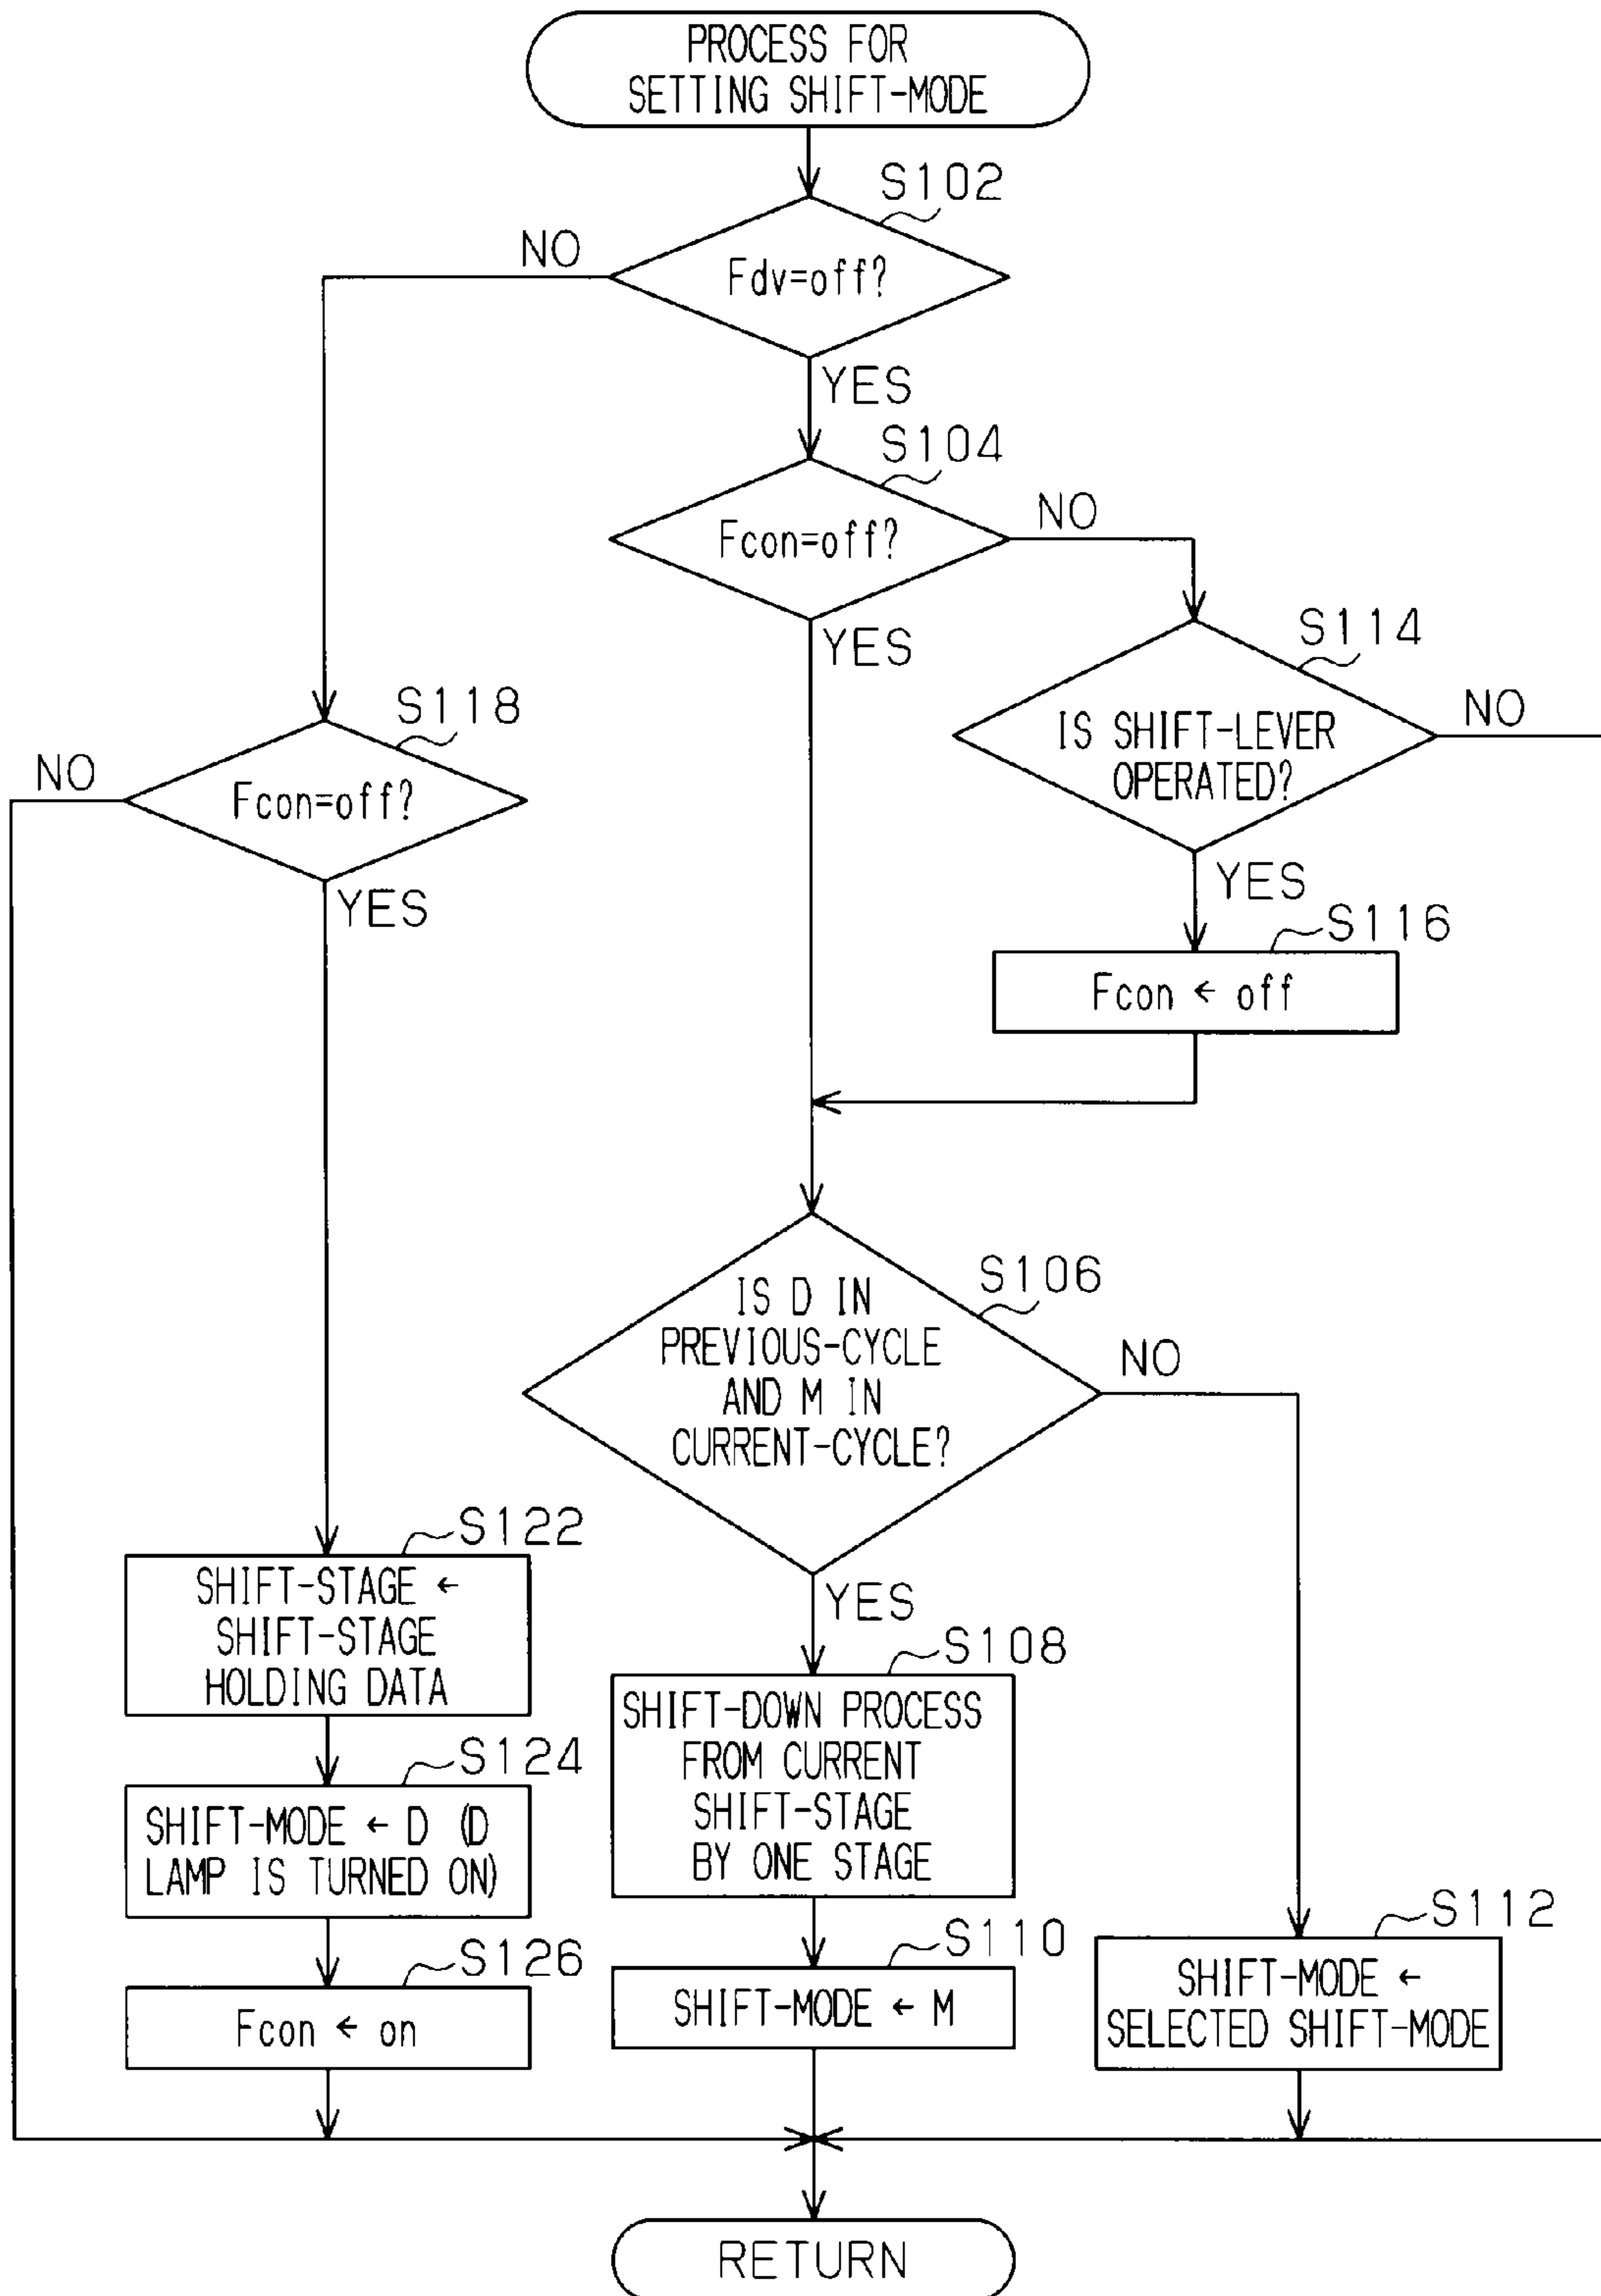 PROCESS FOR
SETTING SHIFT-MODE
S102
NO
Fdv=off?
YES
S104
NO
Fcon=off?
YES
S114
NO
IS SHIFT-LEVER
OPERATED?
YES
S118
NO
Fcon=off?
YES
S116
Fcon ← off
S106
IS D IN
PREVIOUS-CYCLE
AND M IN
CURRENT-CYCLE?
NO
YES
S122
SHIFT-STAGE ←
SHIFT-STAGE
HOLDING DATA
S108
SHIFT-DOWN PROCESS
FROM CURRENT
SHIFT-STAGE
BY ONE STAGE
S124
SHIFT-MODE ← D (D
LAMP IS TURNED ON)
S126
Fcon ← on
S110
SHIFT-MODE ← M
S112
SHIFT-MODE ←
SELECTED SHIFT-MODE
RETURN